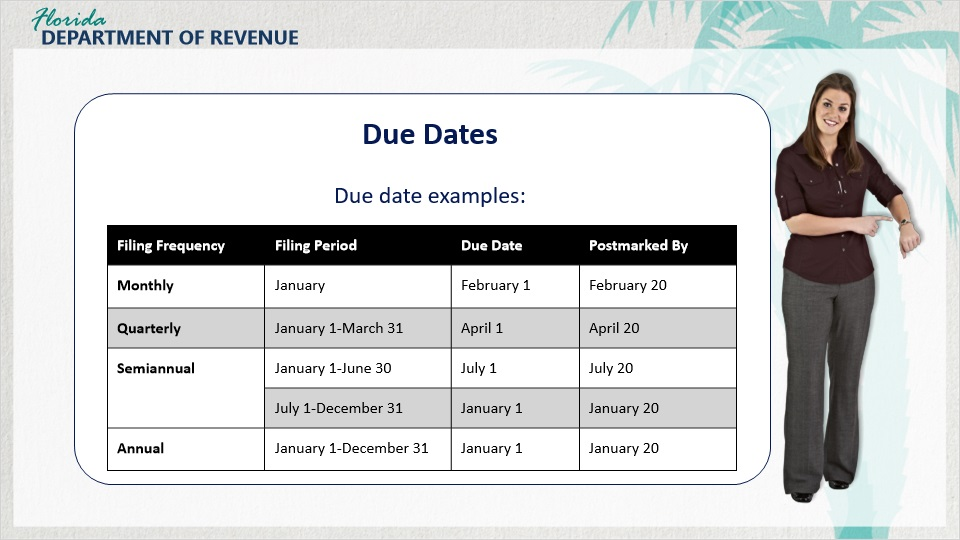 Florida
DEPARTMENT OF REVENUE
Due Dates
Due date examples:
Filing Frequency Filing Period Due Date Postmarked By
Monthly January February 1 February 20
Quarterly January 1-March 31 April 1 April 20
Semiannual January 1-June 30 July 1 July 20
July 1-December 31 January 1 January 20
Annual January 1-December 31 January 1 January 20